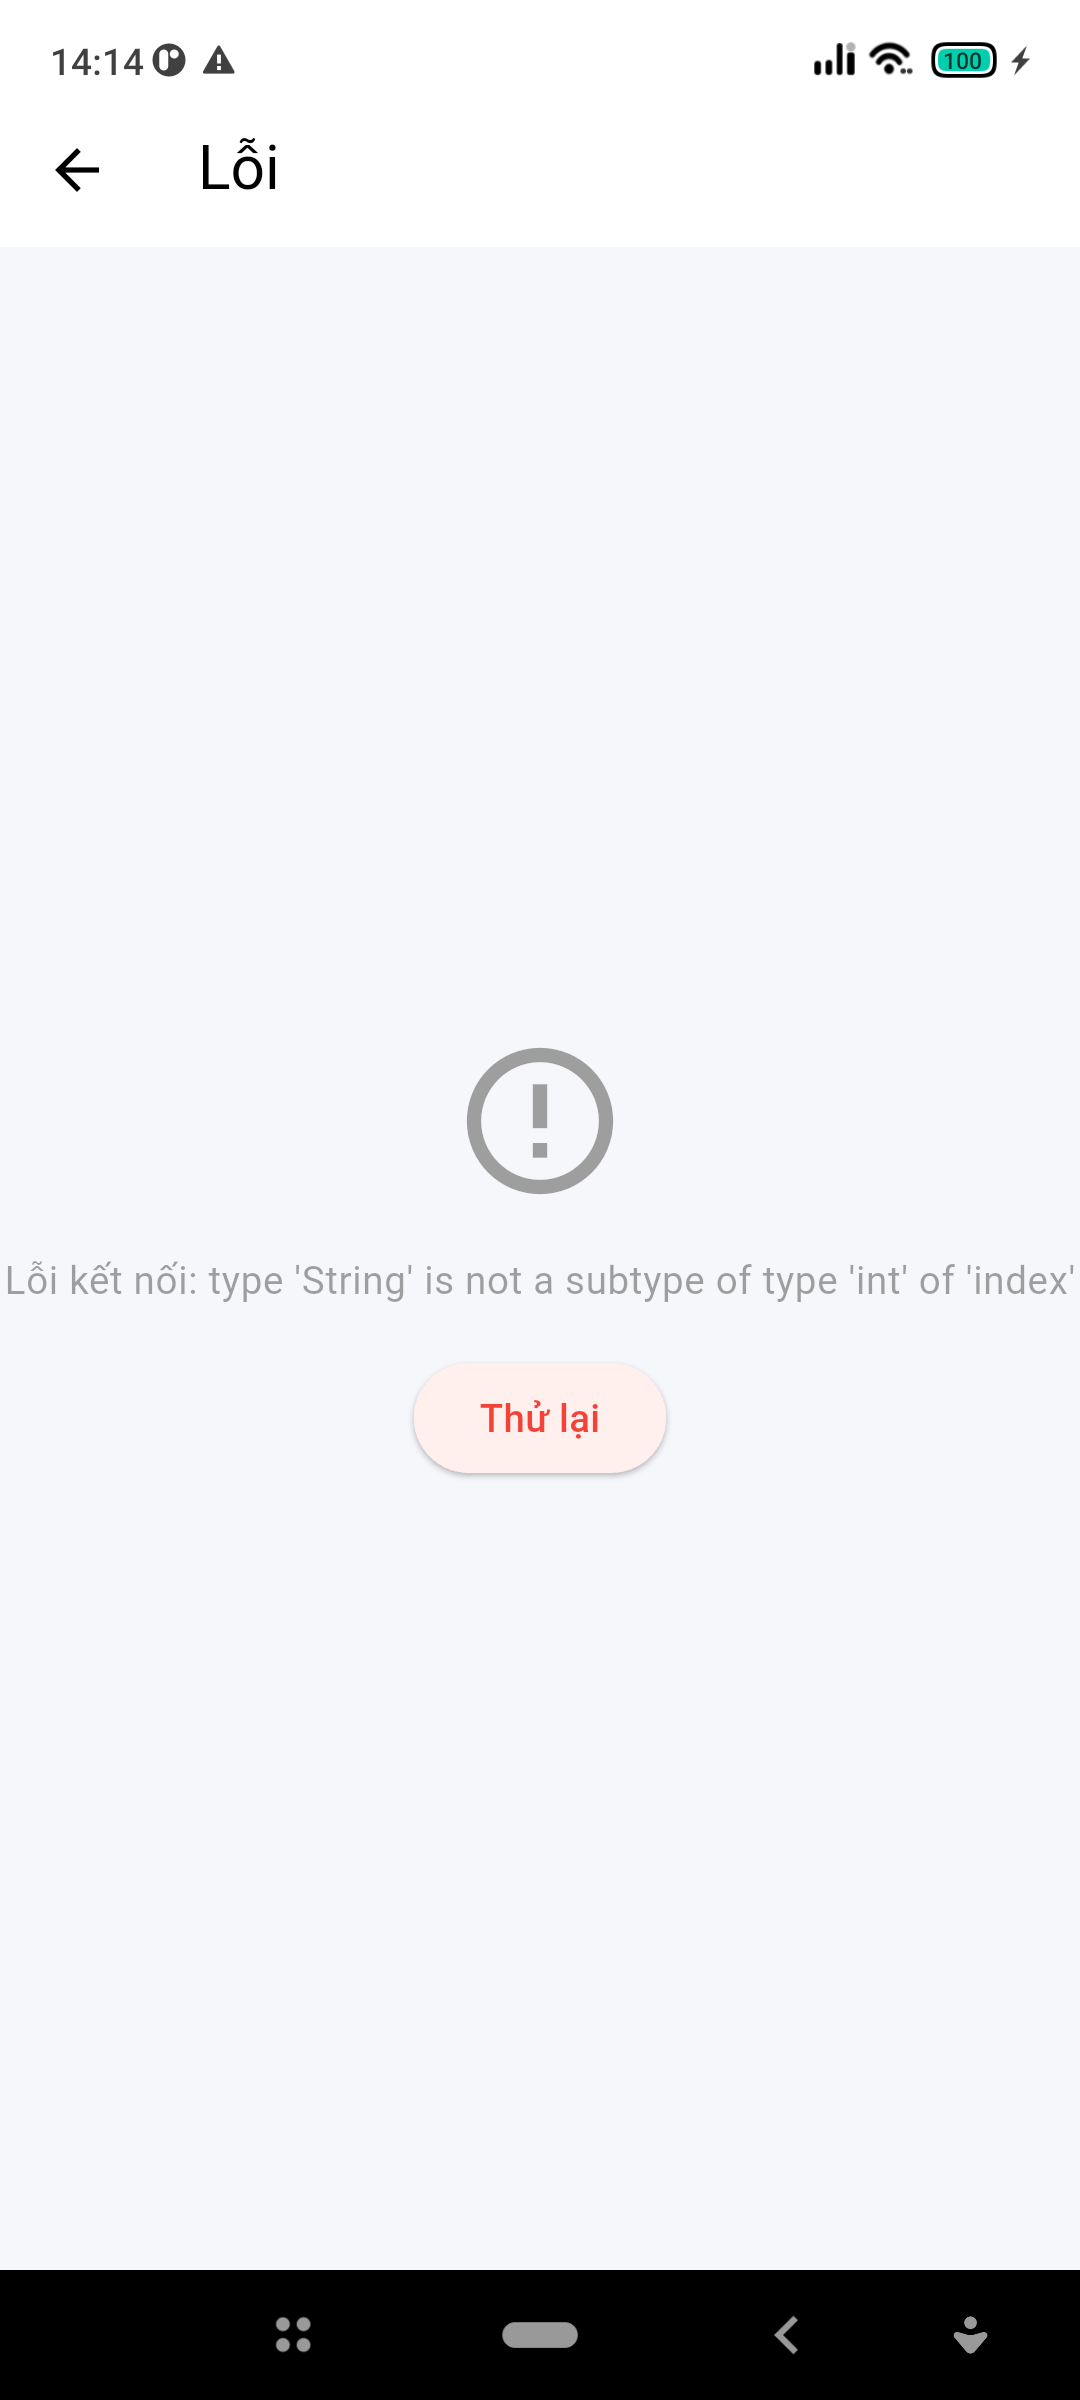 14:14
100
Lỗi
Lỗi kết nối: type 'String' is not a subtype of type 'int' of 'index'
Thử lại